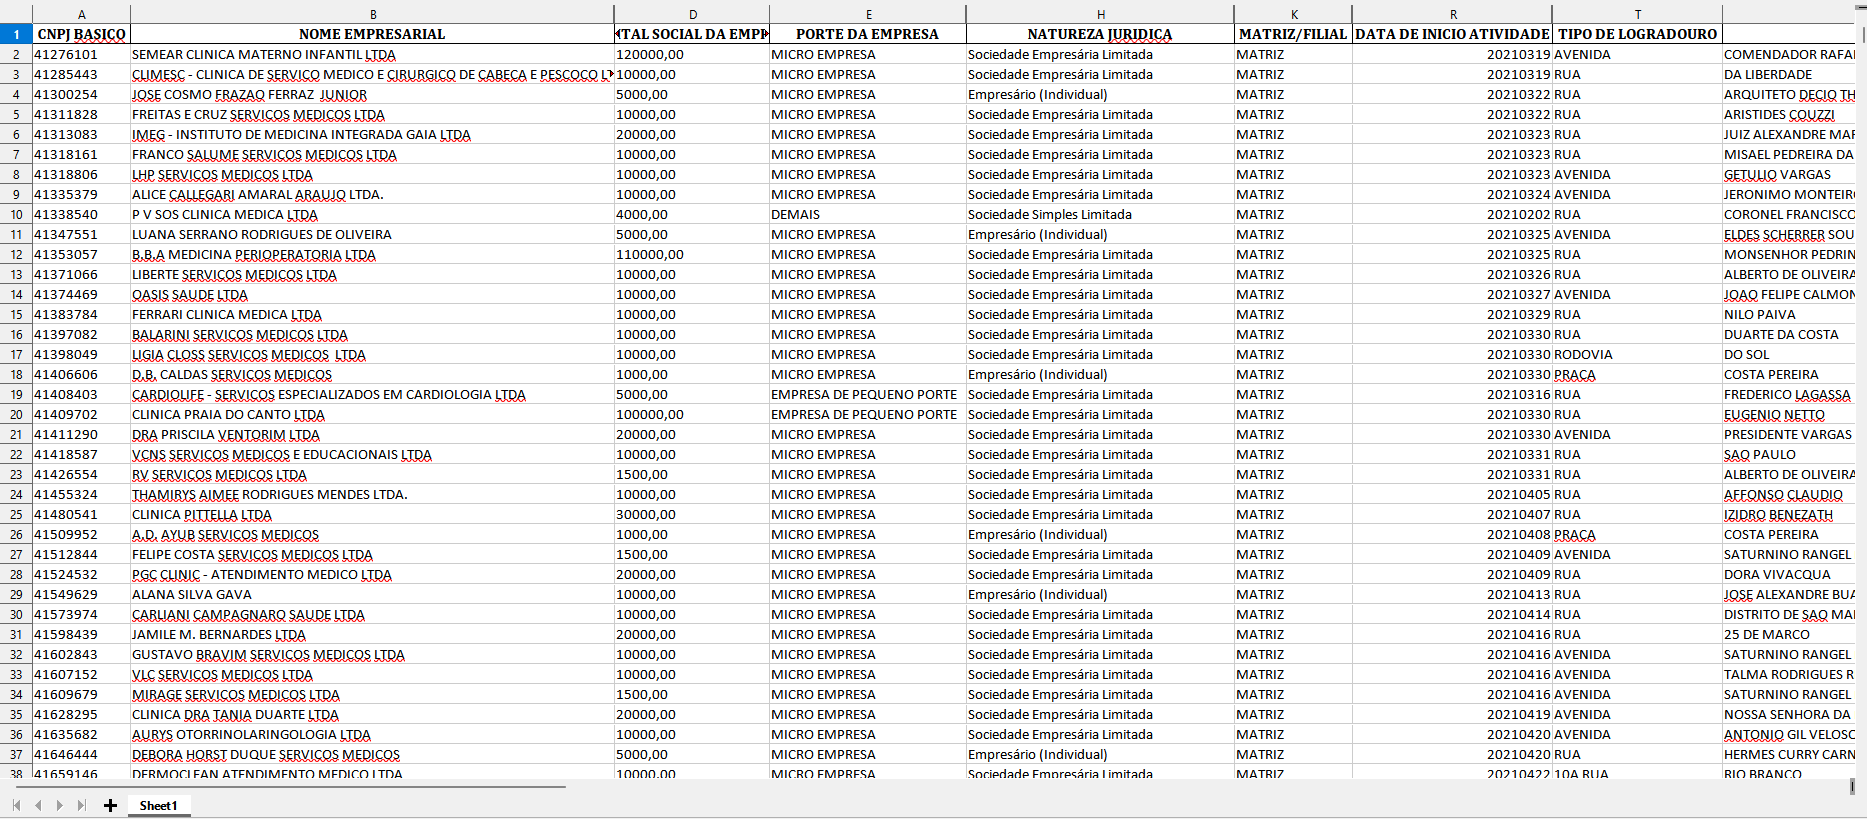 A B D E H K R T
1 CNPJ BASICO NOME EMPRESARIAL TAL SOCIAL DA EMPI PORTE DA EMPRESA NATUREZA JURIDICA MATRIZ/FILIAL DATA DE INICIO ATIVIDADE TIPO DE LOGRADOURO
2 41276101 SEMEAR CLINICA MATERNO INFANTIL LTDA 120000,00 MICRO EMPRESA Sociedade Empresária Limitada MATRIZ 20210319 AVENIDA COMENDADOR RAFAI
3 41285443 CLIMESC - CLINICA DE SERVICO MEDICO E CIRURGICO DE CABECA E PESCOCO LT 10000,00 MICRO EMPRESA Sociedade Empresária Limitada MATRIZ 20210319 RUA DA LIBERDADE
4 41300254 JOSE COSMO FRAZAO FERRAZ JUNIOR 5000,00 MICRO EMPRESA Empresário (Individual) MATRIZ 20210322 RUA ARQUITETO DECIO TH
5 41311828 FREITAS E CRUZ SERVICOS MEDICOS LTDA 10000,00 MICRO EMPRESA Sociedade Empresária Limitada MATRIZ 20210322 RUA ARISTIDES COUZZI
6 41313083 IMEG - INSTITUTO DE MEDICINA INTEGRADA GAIA LTDA 20000,00 MICRO EMPRESA Sociedade Empresária Limitada MATRIZ 20210323 RUA JUIZ ALEXANDRE MAR
7 41318161 FRANCO SALUME SERVICOS MEDICOS LTDA 10000,00 MICRO EMPRESA Sociedade Empresária Limitada MATRIZ 20210323 RUA MISAEL PEDREIRA DA
8 41318806 LHP SERVICOS MEDICOS LTDA 10000,00 MICRO EMPRESA Sociedade Empresária Limitada MATRIZ 20210323 AVENIDA GETULIO VARGAS
9 41335379 ALICE CALLEGARI AMARAL ARAUJO LTDA. 10000,00 MICRO EMPRESA Sociedade Empresária Limitada MATRIZ 20210324 AVENIDA JERONIMO MONTEIRO
10 41338540 P V SOS CLINICA MEDICA LTDA 4000,00 DEMAIS Sociedade Simples Limitada MATRIZ 20210202 RUA CORONEL FRANCISCO
11 41347551 LUANA SERRANO RODRIGUES DE OLIVEIRA 5000,00 MICRO EMPRESA Empresário (Individual) MATRIZ 20210325 AVENIDA ELDES SCHERRER SOU
12 41353057 B.B.A MEDICINA PERIOPERATORIA LTDA 110000,00 MICRO EMPRESA Sociedade Empresária Limitada MATRIZ 20210325 RUA MONSENHOR PEDRIN
13 41371066 LIBERTE SERVICOS MEDICOS LTDA 10000,00 MICRO EMPRESA Sociedade Empresária Limitada MATRIZ 20210326 RUA ALBERTO DE OLIVEIRA
14 41374469 OASIS SAUDE LTDA 10000,00 MICRO EMPRESA Sociedade Empresária Limitada MATRIZ 20210327 AVENIDA JOAO FELIPE CALMON
15 41383784 FERRARI CLINICA MEDICA LTDA 10000,00 MICRO EMPRESA Sociedade Empresária Limitada MATRIZ 20210329 RUA NILO PAIVA
16 41397082 BALARINI SERVICOS MEDICOS LTDA 10000,00 MICRO EMPRESA Sociedade Empresária Limitada MATRIZ 20210330 RUA DUARTE DA COSTA
17 41398049 LIGIA CLOSS SERVICOS MEDICOS LTDA 10000,00 MICRO EMPRESA Sociedade Empresária Limitada MATRIZ 20210330 RODOVIA DO SOL
18 41406606 D.B. CALDAS SERVICOS MEDICOS 1000,00 MICRO EMPRESA Empresário (Individual) MATRIZ 20210330 PRACA COSTA PEREIRA
19 41408403 CARDIOLIFE - SERVICOS ESPECIALIZADOS EM CARDIOLOGIA LTDA 5000,00 EMPRESA DE PEQUENO PORTE Sociedade Empresária Limitada MATRIZ 20210316 RUA FREDERICO LAGASSA
20 41409702 CLINICA PRAIA DO CANTO LTDA 100000,00 EMPRESA DE PEQUENO PORTE Sociedade Empresária Limitada MATRIZ 20210330 RUA EUGENIO NETTO
21 41411290 DRA PRISCILA VENTORIM LTDA 20000,00 MICRO EMPRESA Sociedade Empresária Limitada MATRIZ 20210330 AVENIDA PRESIDENTE VARGAS
22 41418587 VCNS SERVICOS MEDICOS E EDUCACIONAIS LTDA 10000,00 MICRO EMPRESA Sociedade Empresária Limitada MATRIZ 20210331 RUA SAO PAULO
23 41426554 RV SERVICOS MEDICOS LTDA 1500,00 MICRO EMPRESA Sociedade Empresária Limitada MATRIZ 20210331 RUA ALBERTO DE OLIVEIRA
24 41455324 THAMIRYS AIMEE RODRIGUES MENDES LTDA. 10000,00 MICRO EMPRESA Sociedade Empresária Limitada MATRIZ 20210405 RUA AFFONSO CLAUDIO
25 41480541 CLINICA PITTELLA LTDA 30000,00 MICRO EMPRESA Sociedade Empresária Limitada MATRIZ 20210407 RUA IZIDRO BENEZATH
26 41509952 A.D. AYUB SERVICOS MEDICOS 1000,00 MICRO EMPRESA Empresário (Individual) MATRIZ 20210408 PRACA COSTA PEREIRA
27 41512844 FELIPE COSTA SERVICOS MEDICOS LTDA 1500,00 MICRO EMPRESA Sociedade Empresária Limitada MATRIZ 20210409 AVENIDA SATURNINO RANGEL
28 41524532 PGC CLINIC - ATENDIMENTO MEDICO LTDA 20000,00 MICRO EMPRESA Sociedade Empresária Limitada MATRIZ 20210409 RUA DORA VIVACQUA
29 41549629 ALANA SILVA GAVA 10000,00 MICRO EMPRESA Empresário (Individual) MATRIZ 20210413 RUA JOSE ALEXANDRE BUA
30 41573974 CARLIANI CAMPAGNARO SAUDE LTDA 10000,00 MICRO EMPRESA Sociedade Empresária Limitada MATRIZ 20210414 RUA DISTRITO DE SAO MAI
31 41598439 JAMILE M. BERNARDES LTDA 20000,00 MICRO EMPRESA Sociedade Empresária Limitada MATRIZ 20210416 RUA 25 DE MARCO
32 41602843 GUSTAVO BRAVIM SERVICOS MEDICOS LTDA 10000,00 MICRO EMPRESA Sociedade Empresária Limitada MATRIZ 20210416 AVENIDA SATURNINO RANGEL
33 41607152 VLC SERVICOS MEDICOS LTDA 10000,00 MICRO EMPRESA Sociedade Empresária Limitada MATRIZ 20210416 AVENIDA TALMA RODRIGUES R
34 41609679 MIRAGE SERVICOS MEDICOS LTDA 1500,00 MICRO EMPRESA Sociedade Empresária Limitada MATRIZ 20210416 AVENIDA SATURNINO RANGEL
35 41628295 CLINICA DRA TANIA DUARTE LTDA 20000,00 MICRO EMPRESA Sociedade Empresária Limitada MATRIZ 20210419 AVENIDA NOSSA SENHORA DA
36 41635682 AURYS OTORRINOLARINGOLOGIA LTDA 10000,00 MICRO EMPRESA Sociedade Empresária Limitada MATRIZ 20210420 AVENIDA ANTONIO GIL VELOSO
37 41646444 DEBORA HORST DUQUE SERVICOS MEDICOS 5000,00 MICRO EMPRESA Empresário (Individual) MATRIZ 20210420 RUA HERMES CURRY CARN
38 41659146 DERMOCLEAN ATENDIMENTO MEDICO LTDA 10000,00 MICRO EMPRESA Sociedade Empresária Limitada MATRIZ 20210422 10A RUA RIO BRANCO
Sheet1